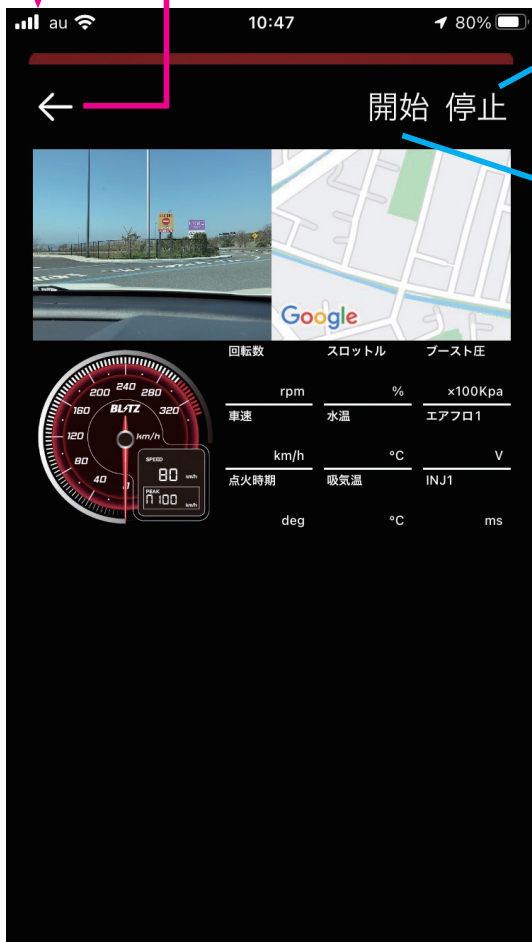 au 10:47 80%
開始 停止
Google
回転数 スロットル ブースト圧
rpm % ×100Kpa
車速 水温 エアフロ1
km/h °C V
点火時期 吸気温 INJ1
deg °C ms
200 240 280
160 BLITZ 320
120 km/h
80
40
SPEED
80 km/h
PEAK
100 km/h